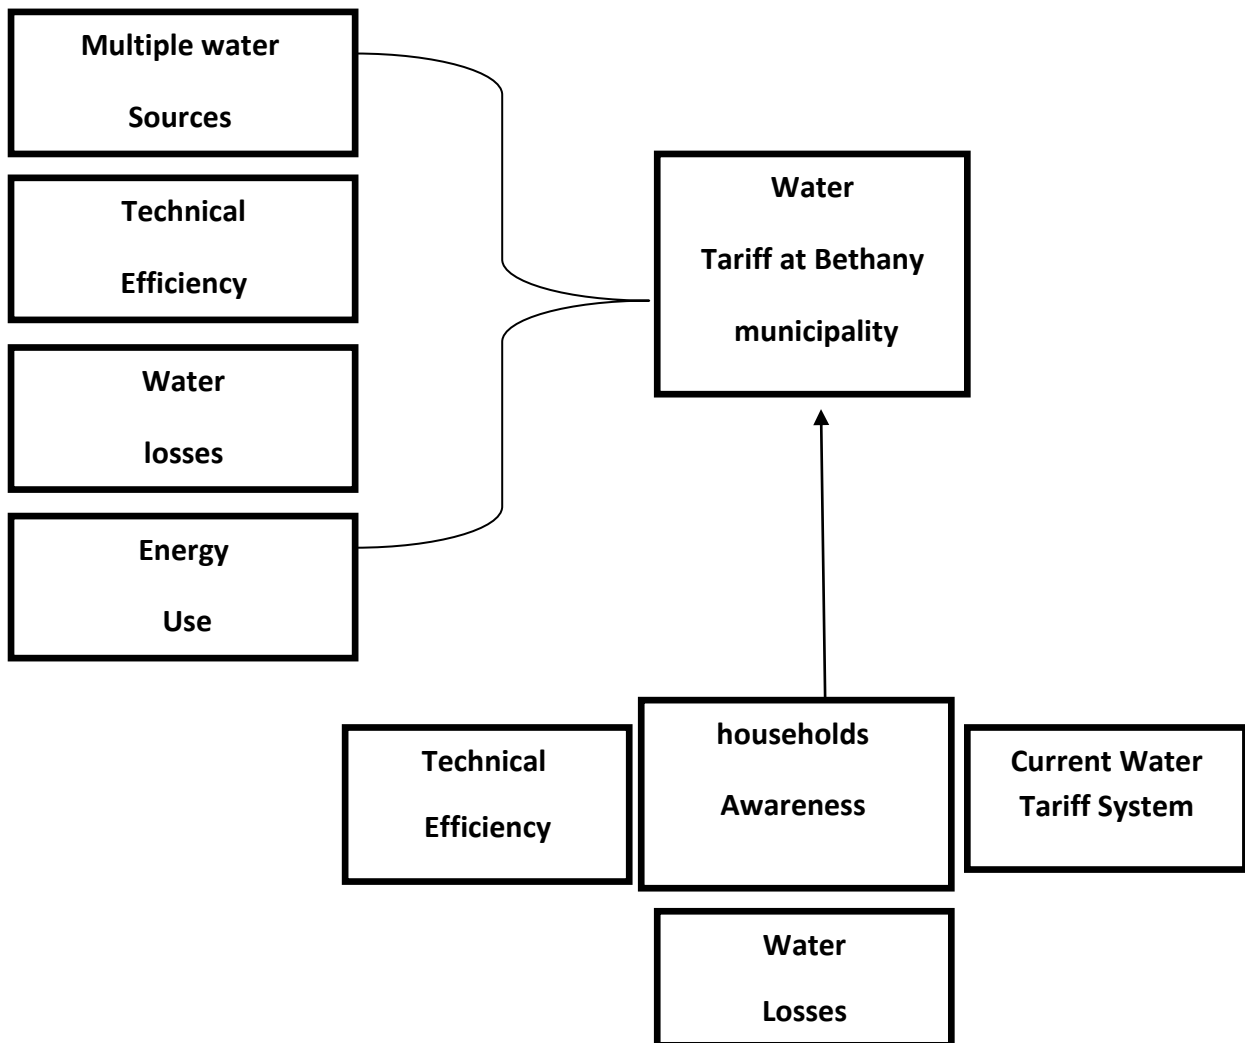 Multiple water
Sources
Technical
Efficiency
Water
losses
Energy
Use
Water
Tariff at Bethany
municipality
Technical
Efficiency
households
Awareness
Current Water
Tariff System
Water
Losses